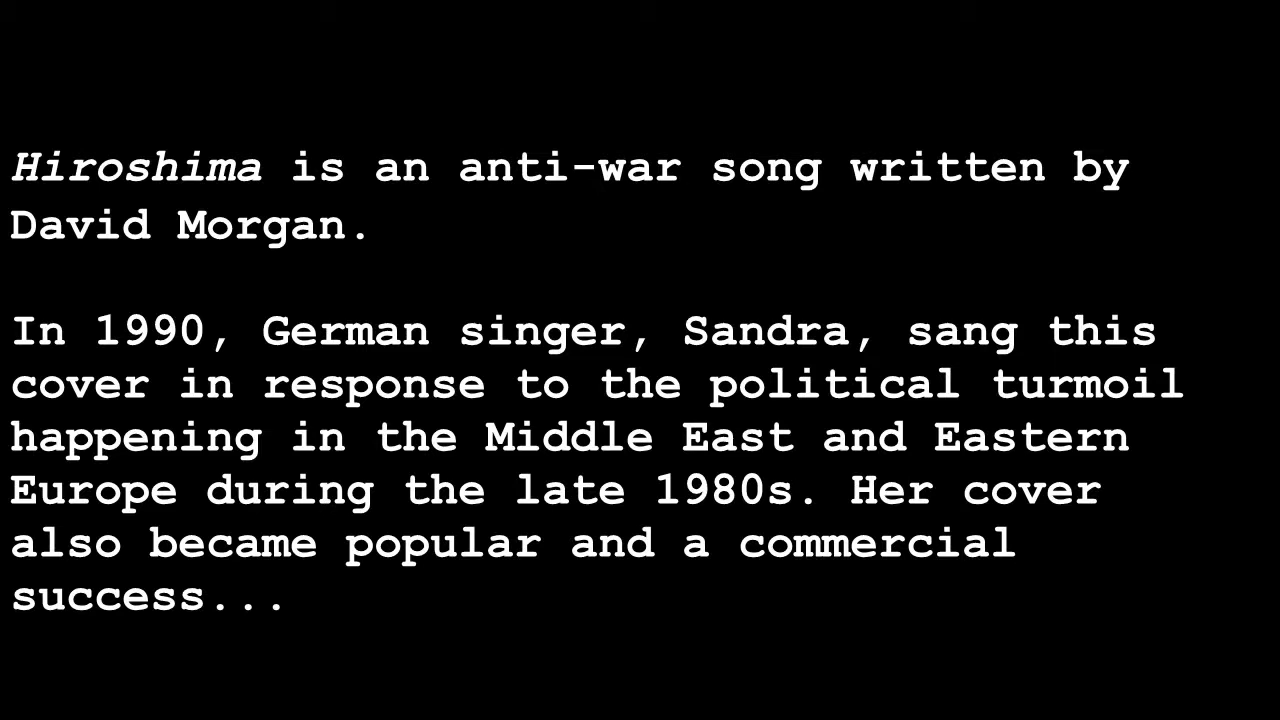 Hiroshima is an anti-war song written by
David Morgan.
In 1990, German singer, Sandra, sang this
cover in response to the political turmoil
happening in the Middle East and Eastern
Europe during the late 1980s. Her cover
also became popular and a commercial
success...